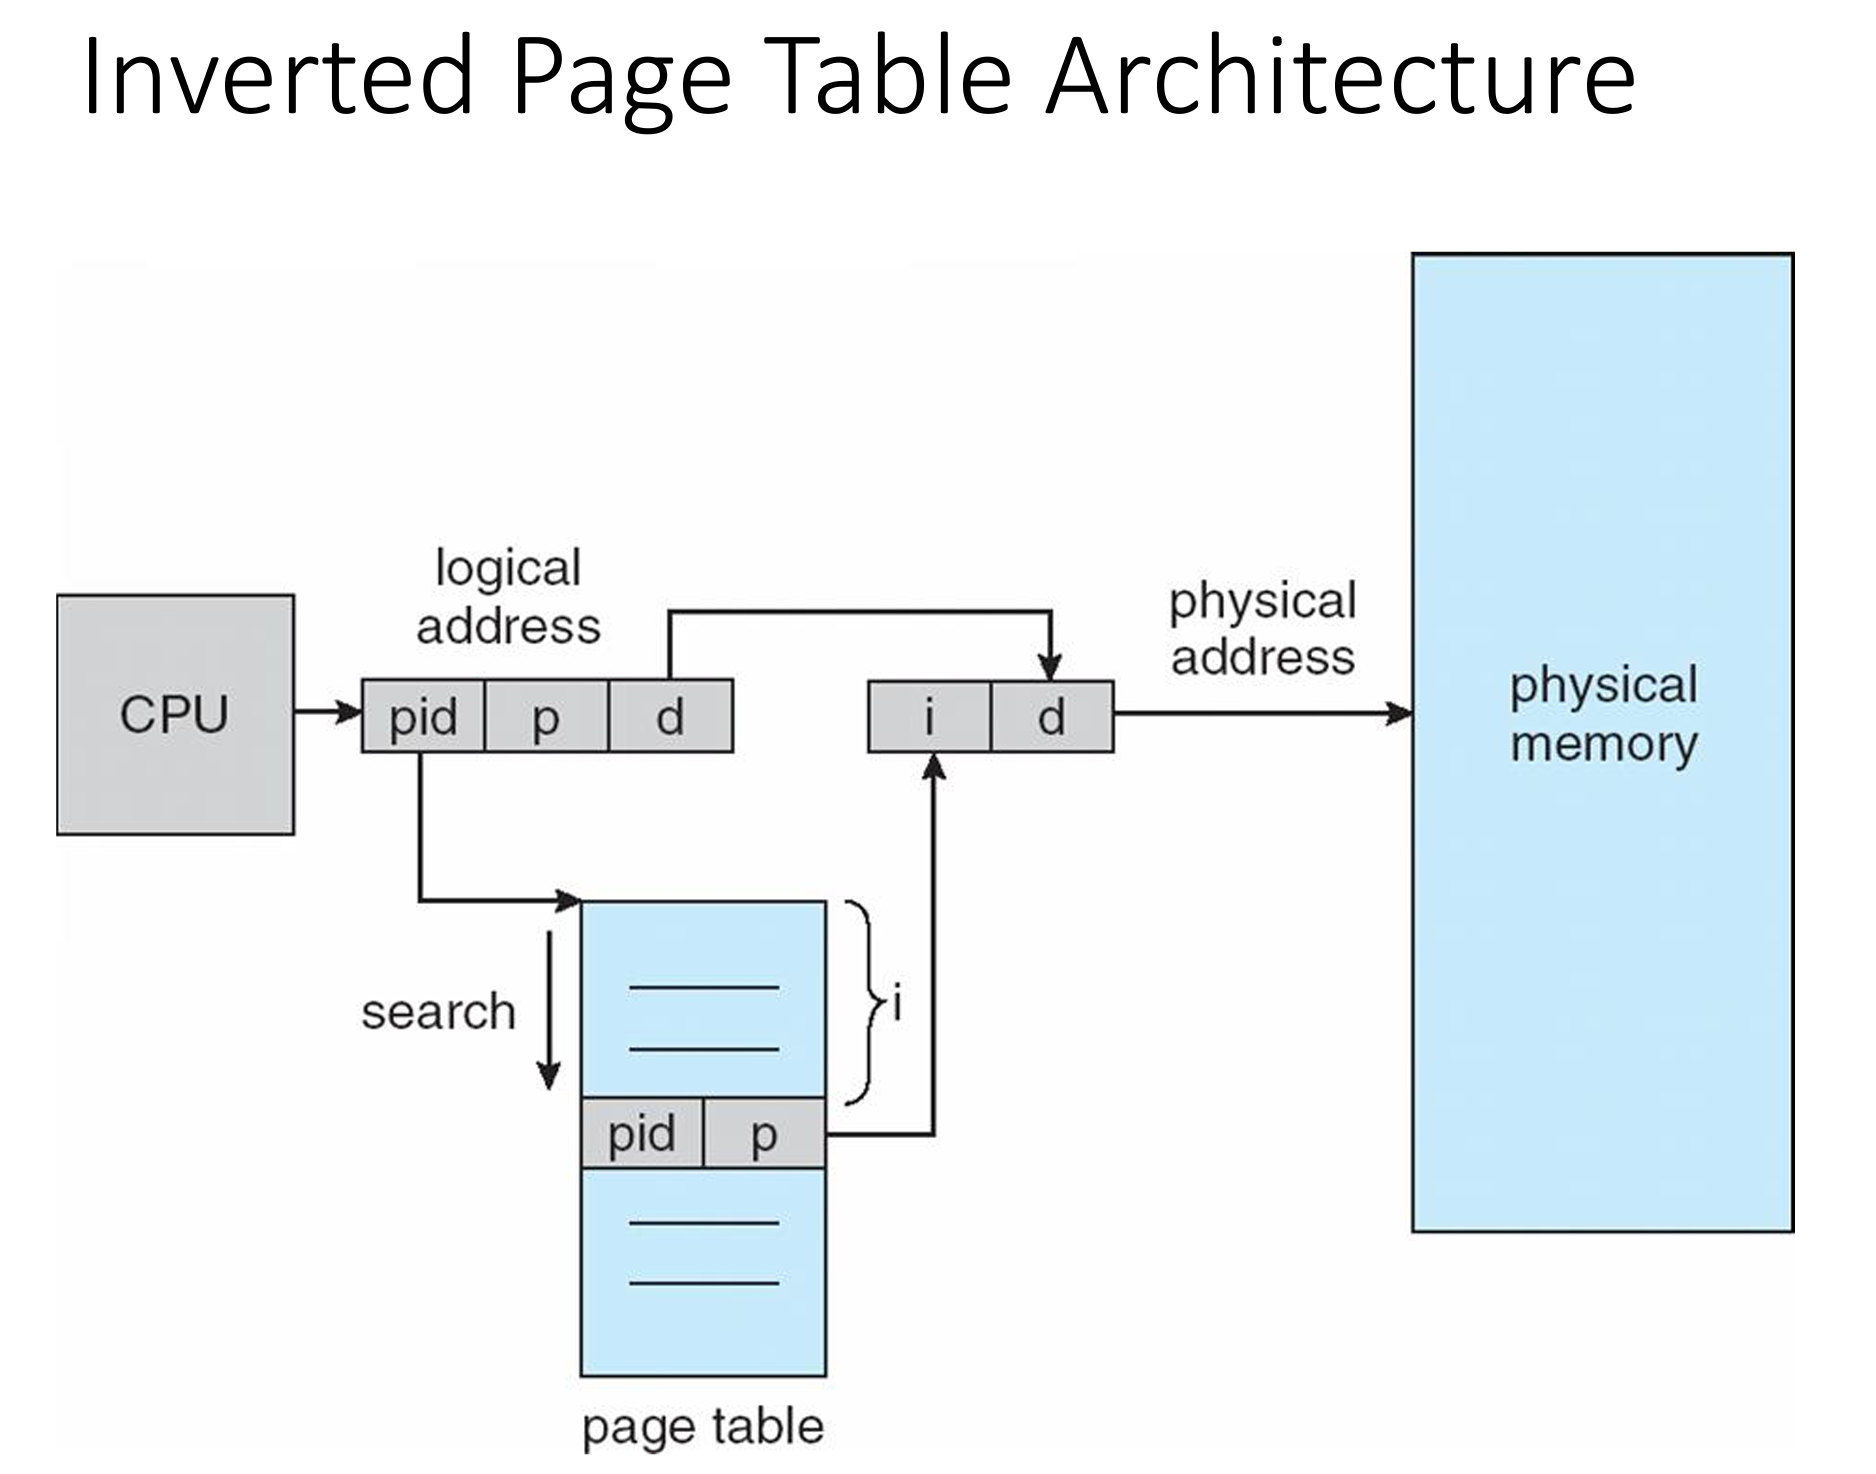 Inverted Page Table Architecture
logical
address
physical
address
CPU
pid p d
i d
physical
memory
search
i
pid p
page table